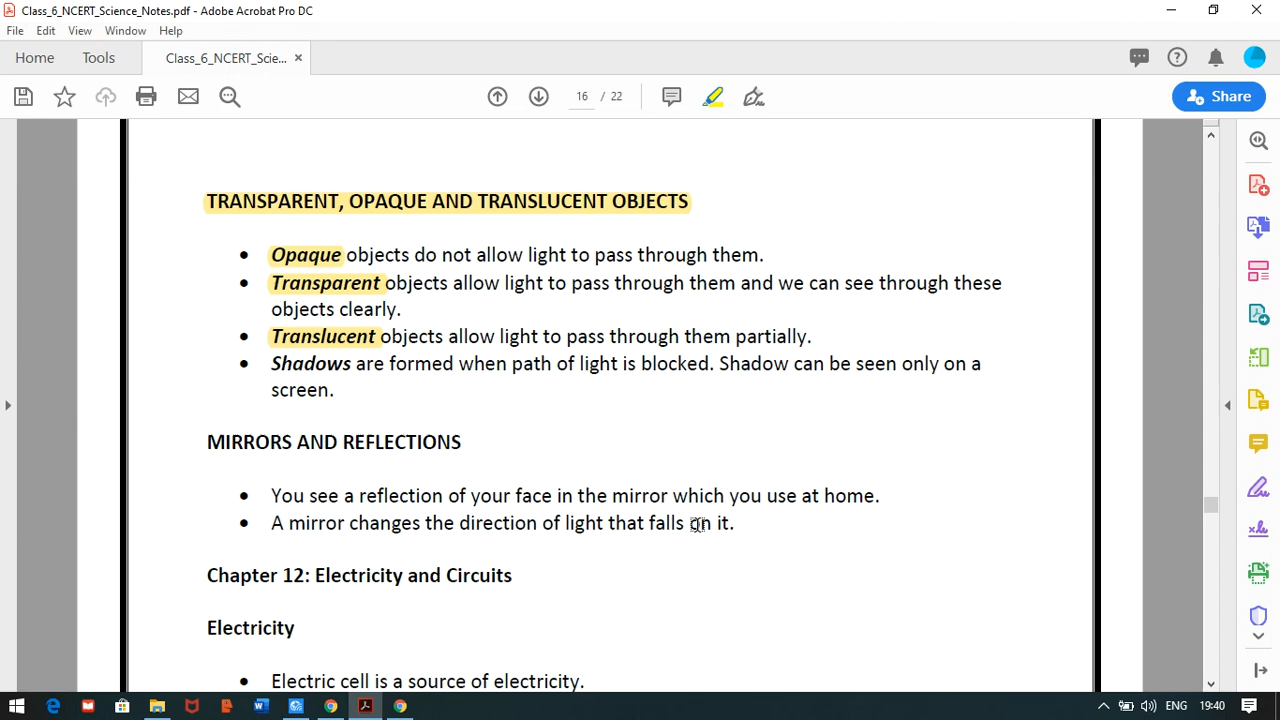 Class_6_NCERT_Science_Notes.pdf - Adobe Acrobat Pro DC
File Edit View Window Help
Home Tools Class_6_NCERT_Scie...
16 / 22
Share
TRANSPARENT, OPAQUE AND TRANSLUCENT OBJECTS
• Opaque objects do not allow light to pass through them.
• Transparent objects allow light to pass through them and we can see through these
objects clearly.
• Translucent objects allow light to pass through them partially.
• Shadows are formed when path of light is blocked. Shadow can be seen only on a
screen.
MIRRORS AND REFLECTIONS
• You see a reflection of your face in the mirror which you use at home.
• A mirror changes the direction of light that falls on it.
Chapter 12: Electricity and Circuits
Electricity
• Electric cell is a source of electricity.
ENG 19:40